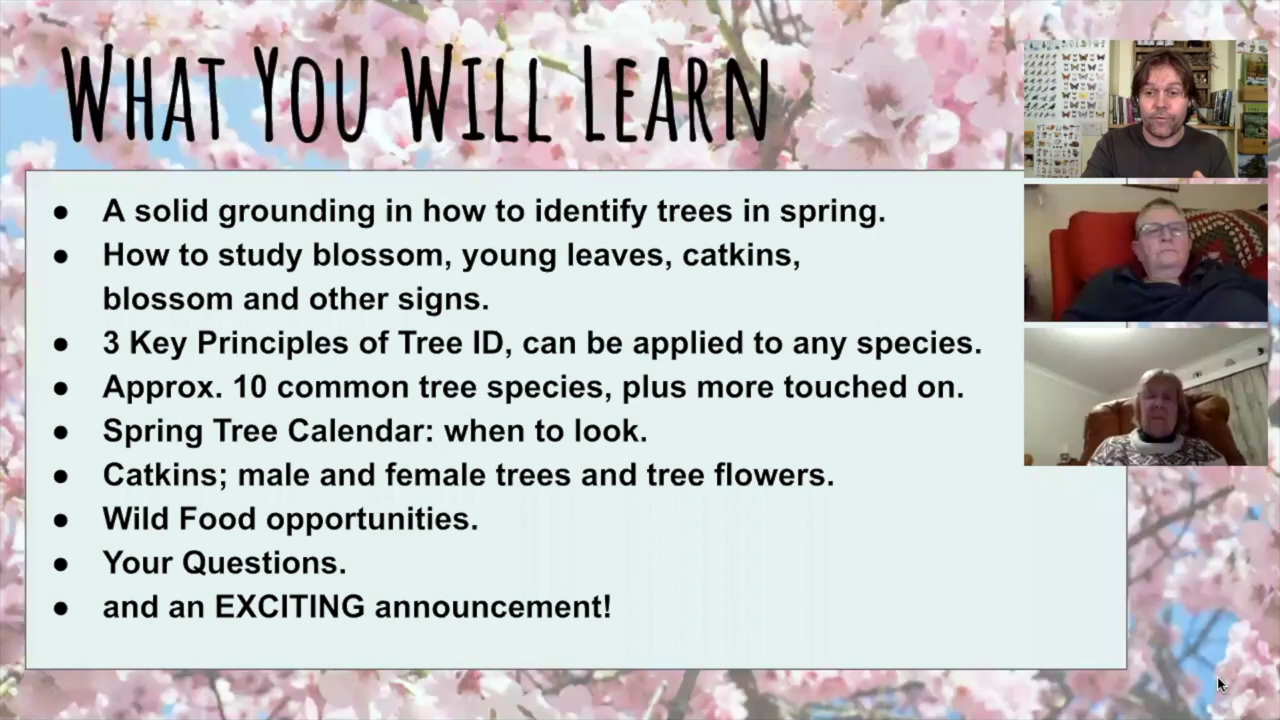 WHAT YOU WILL LEARN
● A solid grounding in how to identify trees in spring.
● How to study blossom, young leaves, catkins,
blossom and other signs.
● 3 Key Principles of Tree ID, can be applied to any species.
● Approx. 10 common tree species, plus more touched on.
● Spring Tree Calendar: when to look.
● Catkins; male and female trees and tree flowers.
● Wild Food opportunities.
● Your Questions.
● and an EXCITING announcement!